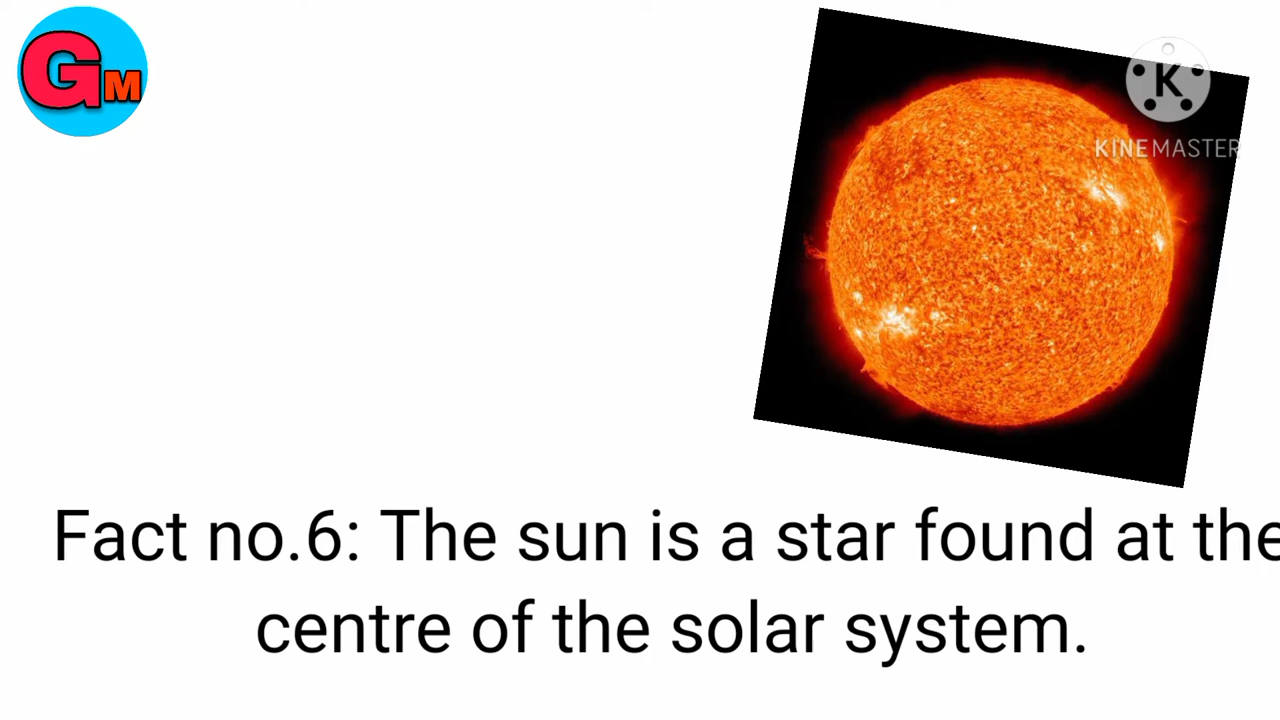 GM
K
KINEMASTER
Fact no.6: The sun is a star found at the
centre of the solar system.